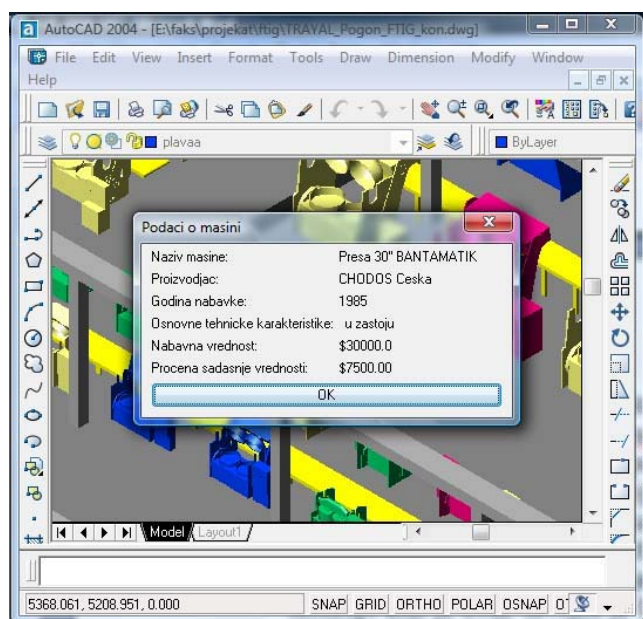 AutoCAD 2004 - [E:\faks\projekat\ftig\TRAYAL_Pogon_FTIG_kon.dwg]
File Edit View Insert Format Tools Draw Dimension Modify Window
Help
plavaa
ByLayer
Podaci o masini
Naziv masine: Presa 30" BANTAMATIK
Proizvodjac: CHODOS Ceska
Godina nabavke: 1985
Osnovne tehnicke karakteristike: u zastoju
Nabavna vrednost: $30000.0
Procena sadasnje vrednosti: $7500.00
OK
Model Layout1
5368.061, 5208.951, 0.000 SNAP GRID ORTHO POLAR OSNAP